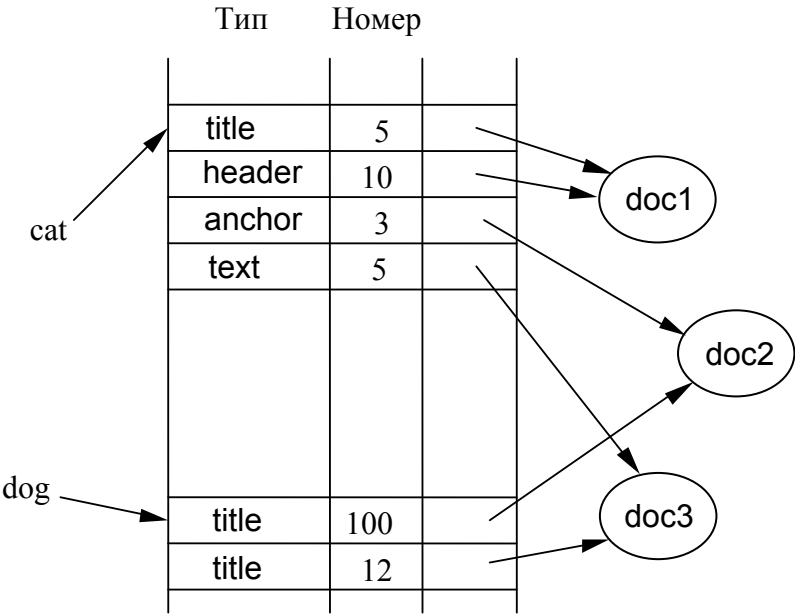 Тип Номер
title 5
header 10
doc1
cat
anchor 3
text 5
doc2
dog
title 100
doc3
title 12